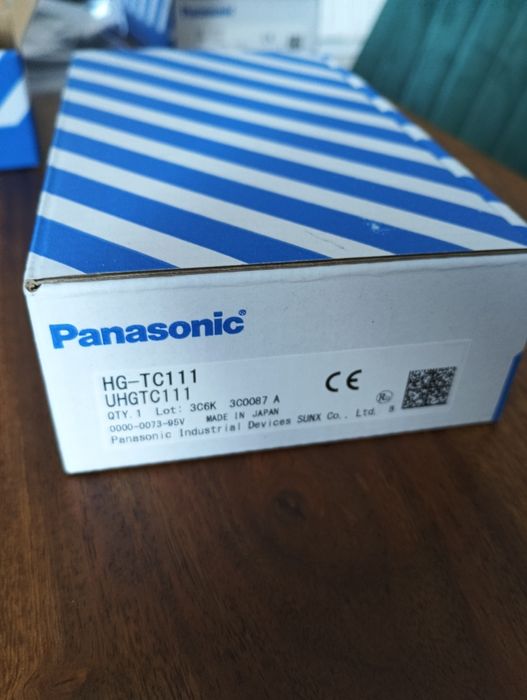 Panasonic®
HG-TC111
UHGTC111
QTY.1 Lot: 3C6K 3C0087 A
0000-0073-95V MADE IN JAPAN
Panasonic Industrial Devices SUNX Co., Ltd. 8
CE